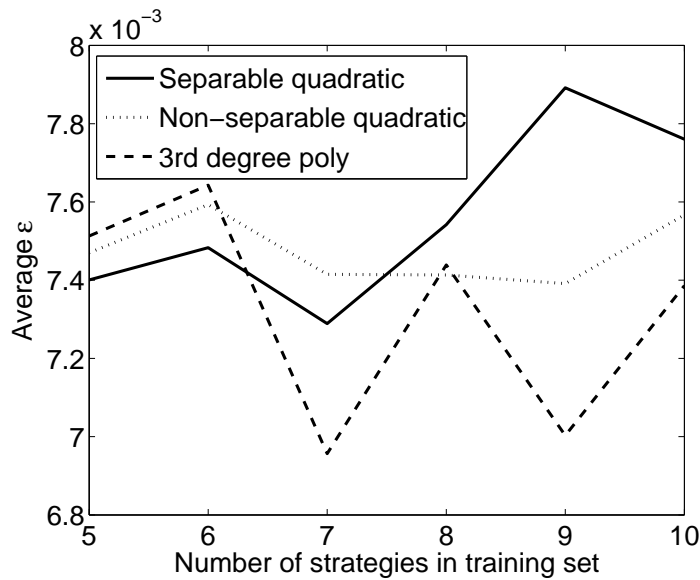 x 10⁻³
8
7.8
7.6
7.4
7.2
7
6.8
Average ε
Separable quadratic
Non−separable quadratic
3rd degree poly
5 6 7 8 9 10
Number of strategies in training set